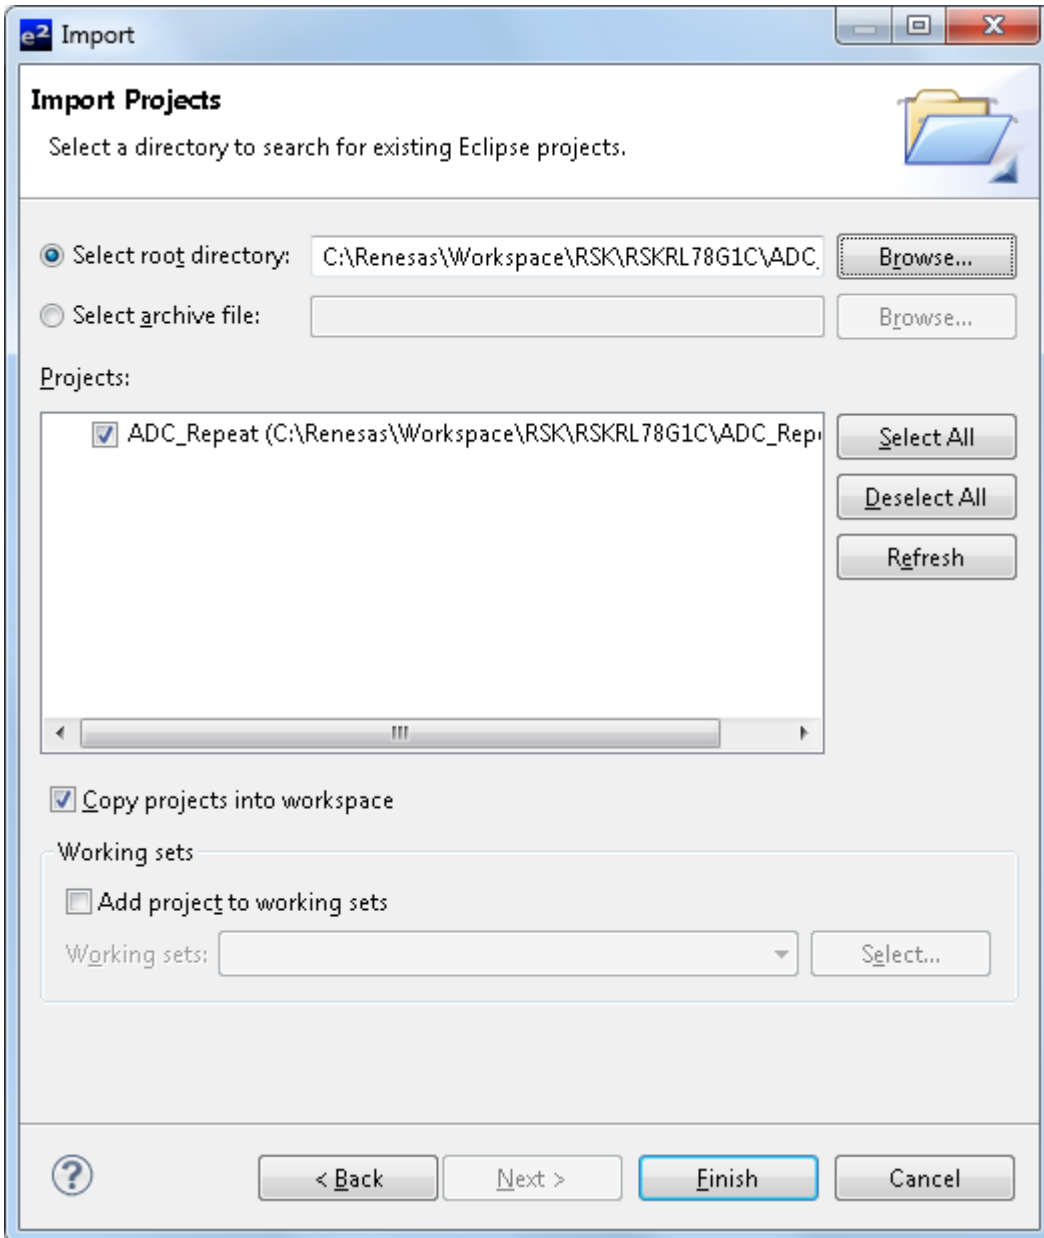 e² Import
Import Projects
Select a directory to search for existing Eclipse projects.
Select root directory: C:\Renesas\Workspace\RSK\RSKRL78G1C\ADC_ Browse...
Select archive file: Browse...
Projects:
ADC_Repeat (C:\Renesas\Workspace\RSK\RSKRL78G1C\ADC_Rep Select All
Deselect All
Refresh
Copy projects into workspace
Working sets
Add project to working sets
Working sets: Select...
? < Back Next > Finish Cancel